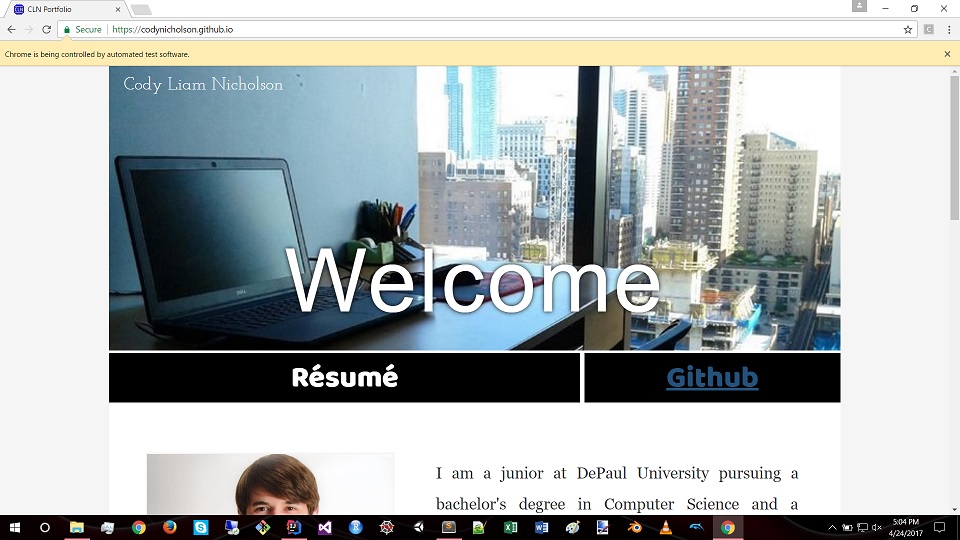 CLN Portfolio
Secure
https://codynicholson.github.io
Chrome is being controlled by automated test software.
Cody Liam Nicholson
DELL
Welcome
Résumé
Github
I am a junior at DePaul University pursuing a
bachelor's degree in Computer Science and a
5:04 PM
4/24/2017